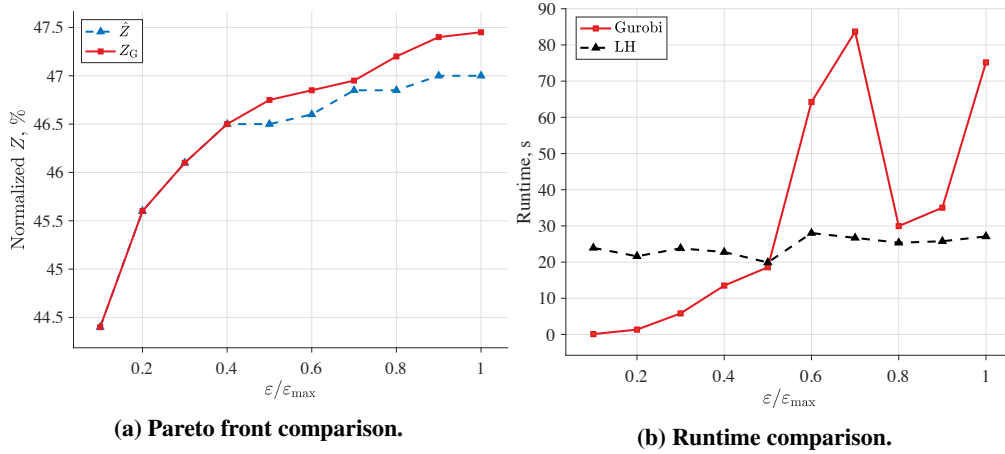 47.5
47
46.5
46
45.5
45
44.5
Normalized Z, %
Ẑ
Z_G
0.2
0.4
0.6
0.8
1
ε/ε_max
(a) Pareto front comparison.
90
80
70
60
50
40
30
20
10
0
Runtime, s
Gurobi
LH
0.2
0.4
0.6
0.8
1
ε/ε_max
(b) Runtime comparison.